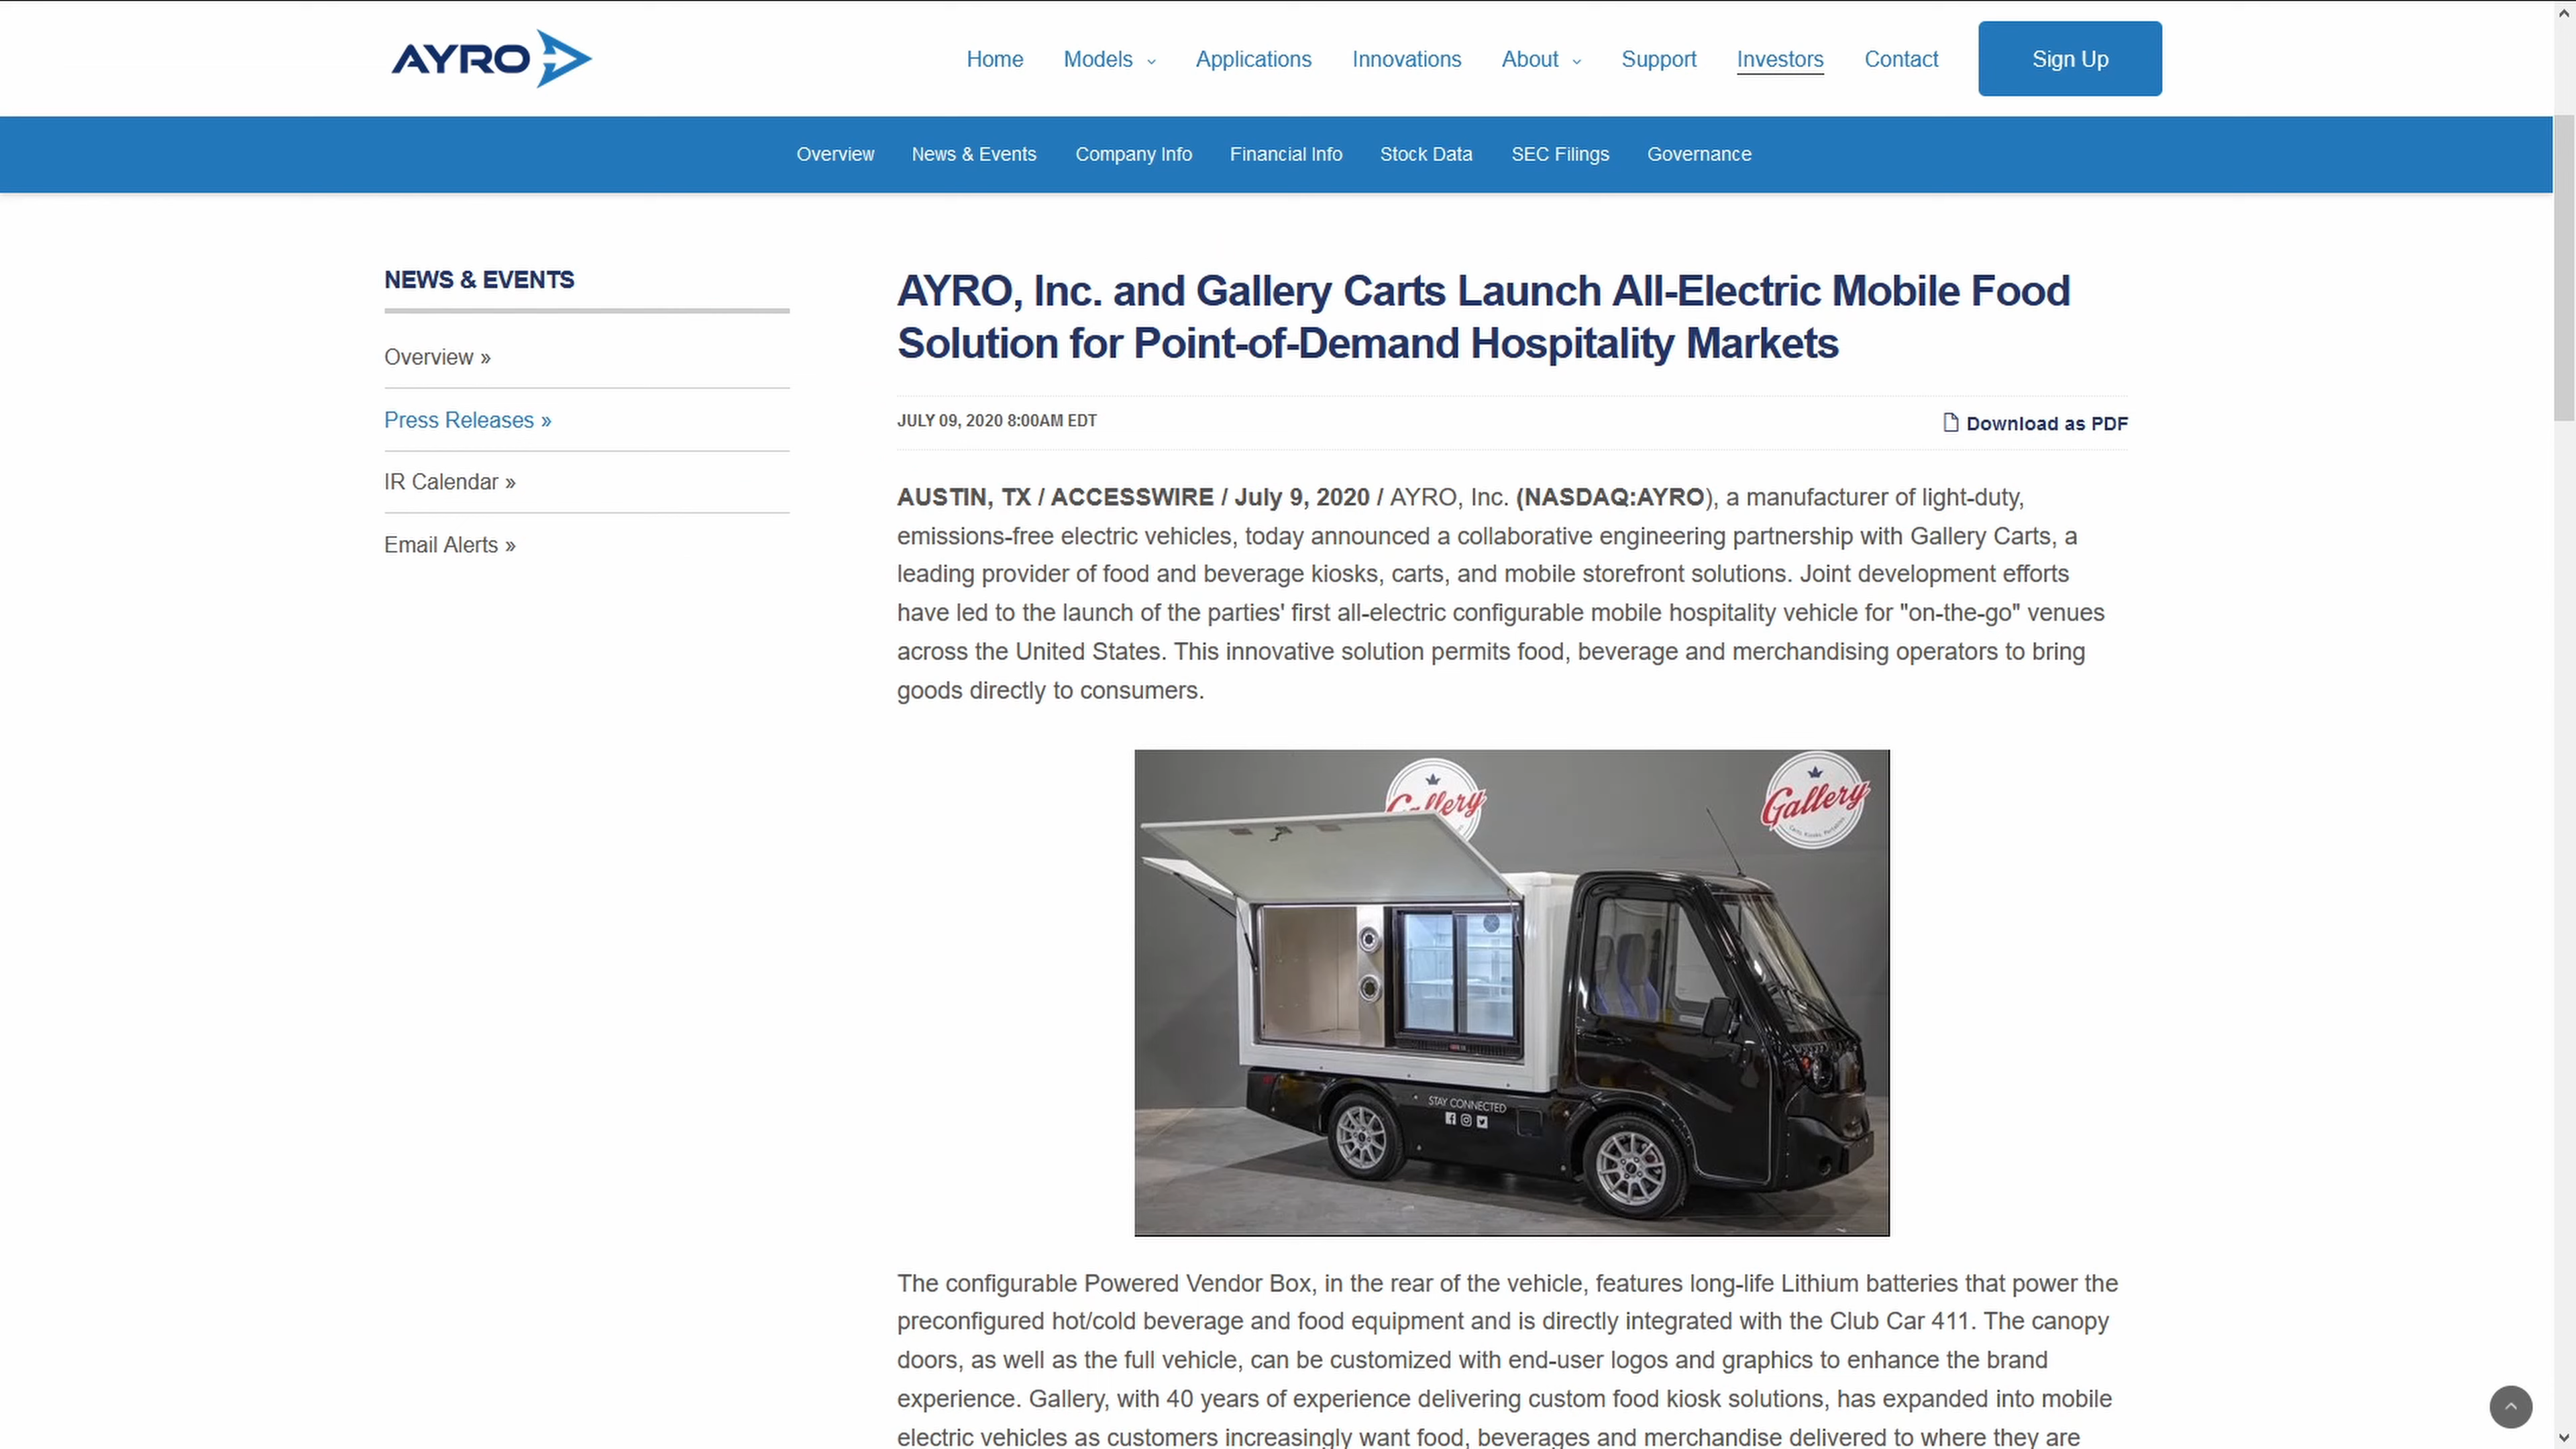 AYRO
Home Models Applications Innovations About Support Investors Contact Sign Up
Overview News & Events Company Info Financial Info Stock Data SEC Filings Governance
NEWS & EVENTS
Overview »
Press Releases »
IR Calendar »
Email Alerts »
AYRO, Inc. and Gallery Carts Launch All-Electric Mobile Food
Solution for Point-of-Demand Hospitality Markets
JULY 09, 2020 8:00AM EDT
Download as PDF
AUSTIN, TX / ACCESSWIRE / July 9, 2020 / AYRO, Inc. (NASDAQ:AYRO), a manufacturer of light-duty,
emissions-free electric vehicles, today announced a collaborative engineering partnership with Gallery Carts, a
leading provider of food and beverage kiosks, carts, and mobile storefront solutions. Joint development efforts
have led to the launch of the parties' first all-electric configurable mobile hospitality vehicle for "on-the-go" venues
across the United States. This innovative solution permits food, beverage and merchandising operators to bring
goods directly to consumers.
Gallery
Gallery
Carts, Kiosks, Portables
STAY CONNECTED
The configurable Powered Vendor Box, in the rear of the vehicle, features long-life Lithium batteries that power the
preconfigured hot/cold beverage and food equipment and is directly integrated with the Club Car 411. The canopy
doors, as well as the full vehicle, can be customized with end-user logos and graphics to enhance the brand
experience. Gallery, with 40 years of experience delivering custom food kiosk solutions, has expanded into mobile
electric vehicles as customers increasingly want food, beverages and merchandise delivered to where they are